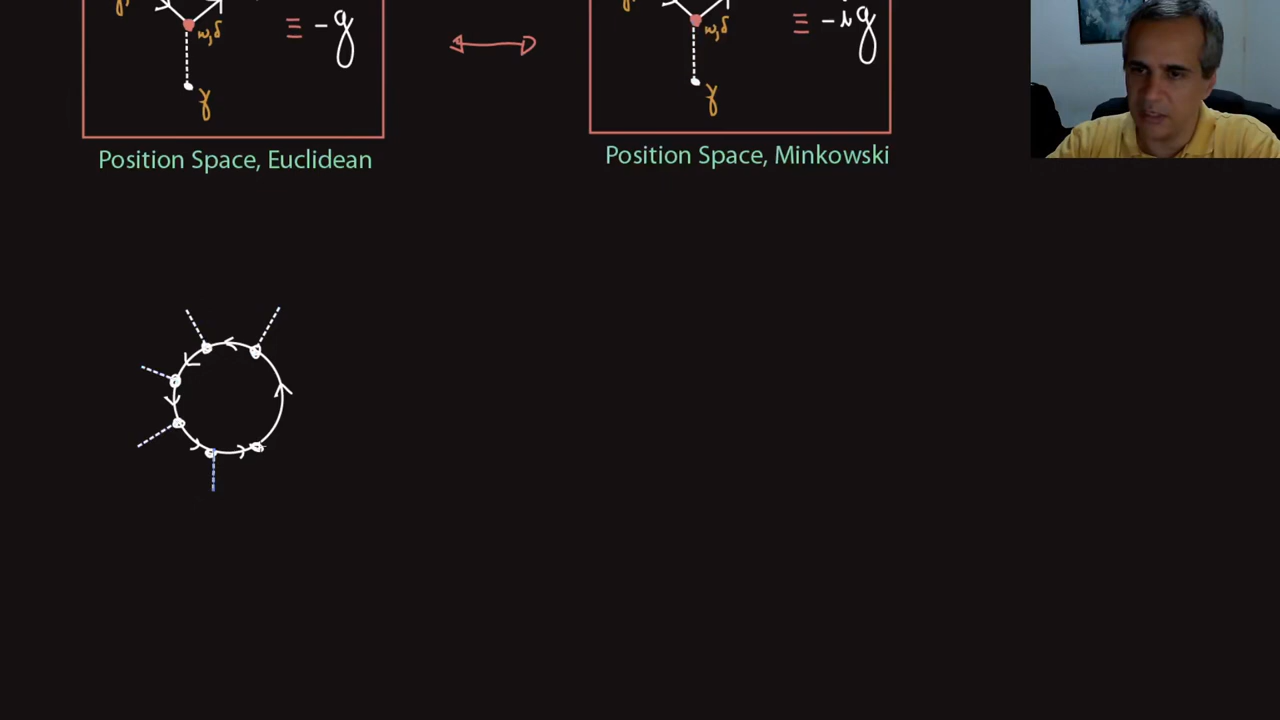 w,δ ≡ -g
y
w,δ ≡ -ig
y
Position Space, Euclidean
Position Space, Minkowski